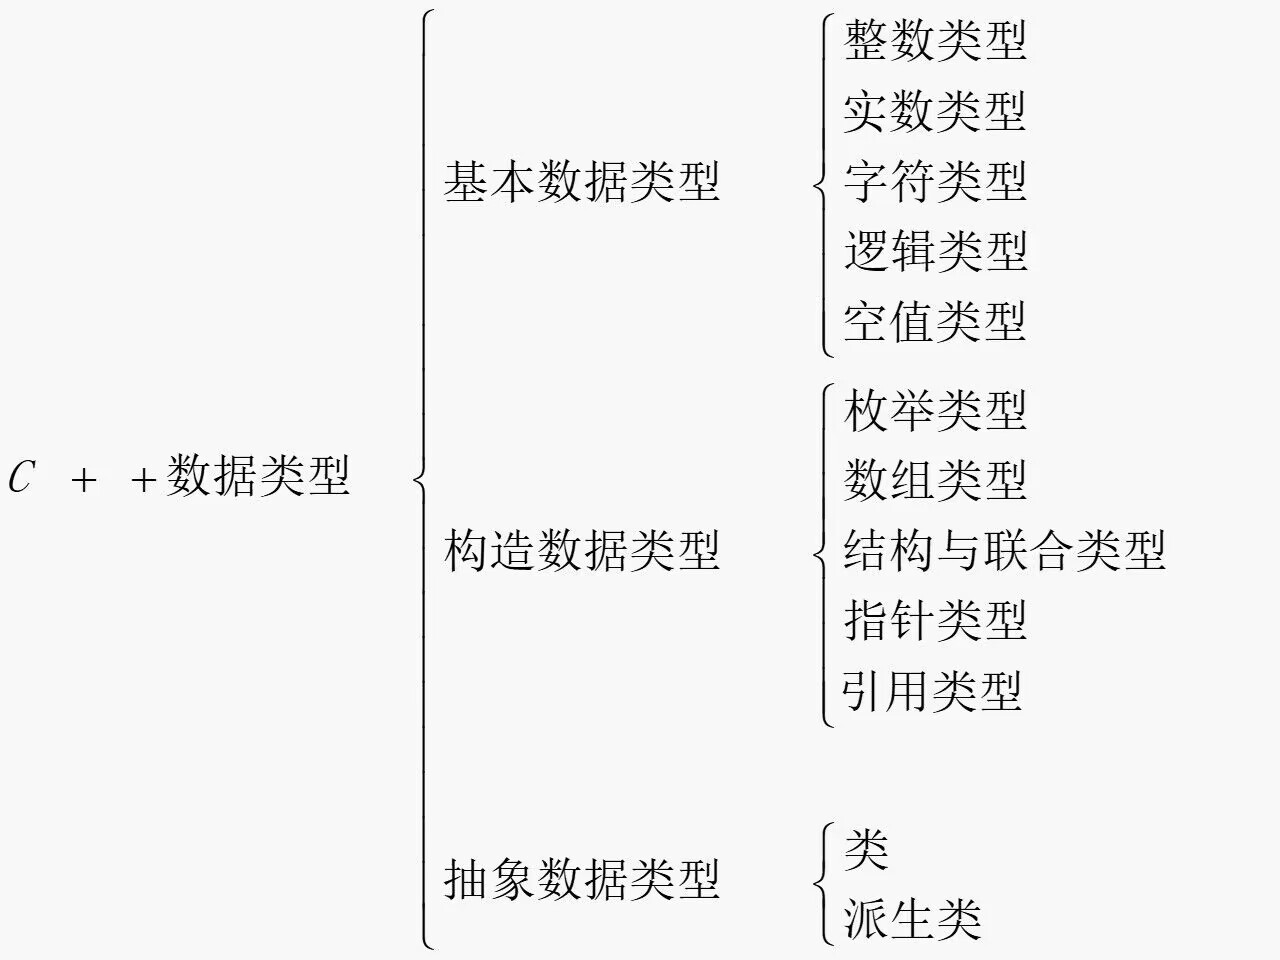 C + +数据类型
基本数据类型
整数类型
实数类型
字符类型
逻辑类型
空值类型
构造数据类型
枚举类型
数组类型
结构与联合类型
指针类型
引用类型
抽象数据类型
类
派生类